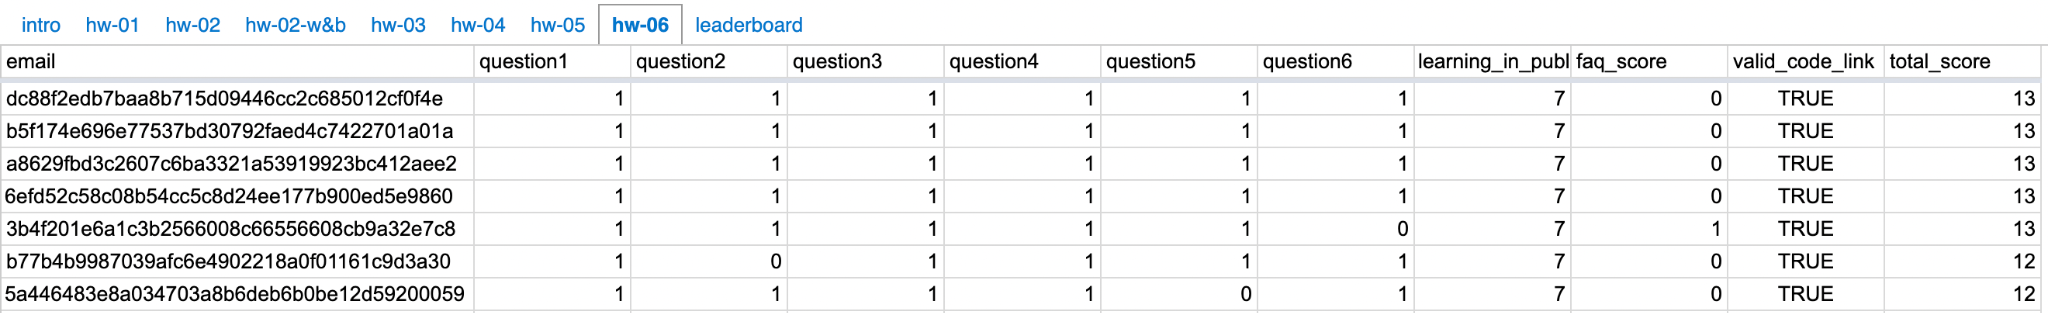 intro hw-01 hw-02 hw-02-w&b hw-03 hw-04 hw-05 hw-06 leaderboard
email question1 question2 question3 question4 question5 question6 learning_in_publ faq_score valid_code_link total_score
dc88f2edb7baa8b715d09446cc2c685012cf0f4e 1 1 1 1 1 1 7 0 TRUE 13
b5f174e696e77537bd30792faed4c7422701a01a 1 1 1 1 1 1 7 0 TRUE 13
a8629fbd3c2607c6ba3321a53919923bc412aee2 1 1 1 1 1 1 7 0 TRUE 13
6efd52c58c08b54cc5c8d24ee177b900ed5e9860 1 1 1 1 1 1 7 0 TRUE 13
3b4f201e6a1c3b2566008c66556608cb9a32e7c8 1 1 1 1 1 0 7 1 TRUE 13
b77b4b9987039afc6e4902218a0f01161c9d3a30 1 0 1 1 1 1 7 0 TRUE 12
5a446483e8a034703a8b6deb6b0be12d59200059 1 1 1 1 0 1 7 0 TRUE 12